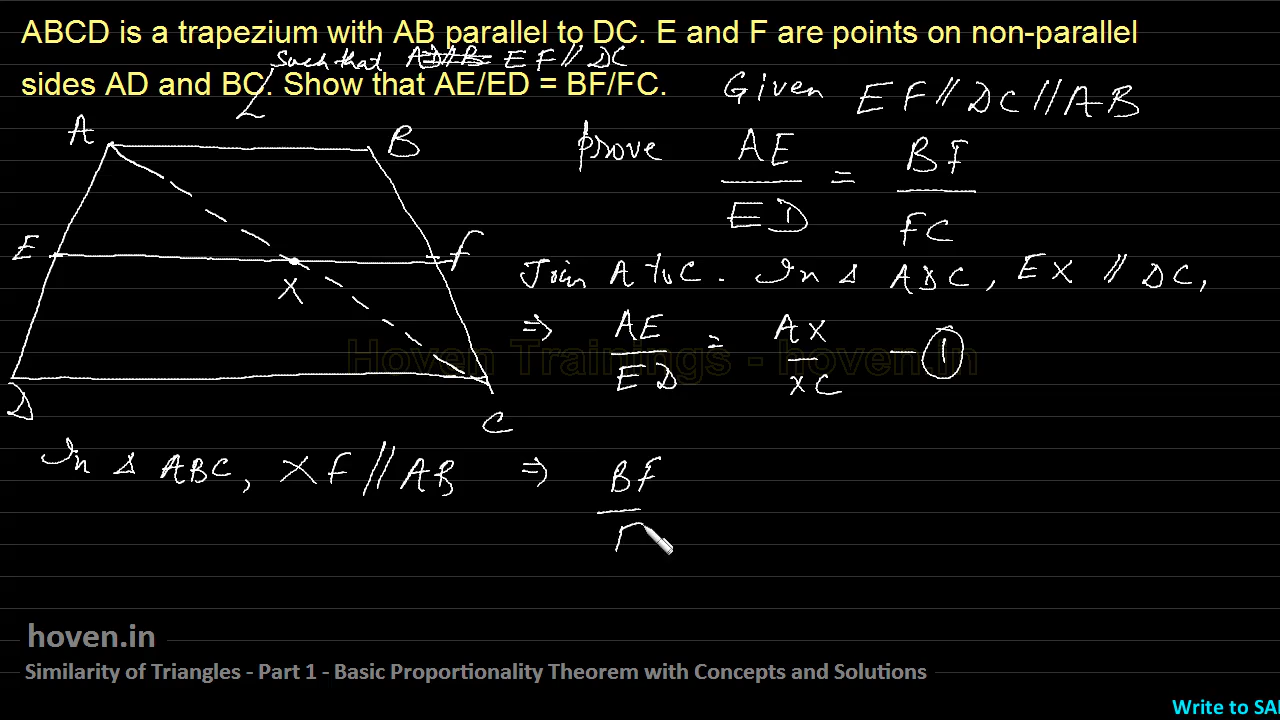 ABCD is a trapezium with AB parallel to DC. E and F are points on non-parallel
such that EF // DC
sides AD and BC. Show that AE/ED = BF/FC.
Given EF // DC // AB
A B
prove AE/ED = BF/FC
E X F
Join A to C. In Δ ADC, EX // DC,
⇒ AE/ED = AX/XC - ①
Hoven Trainings - hoven.in
D C
In Δ ABC, XF // AB ⇒ BF
hoven.in
Similarity of Triangles - Part 1 - Basic Proportionality Theorem with Concepts and Solutions
Write to SA